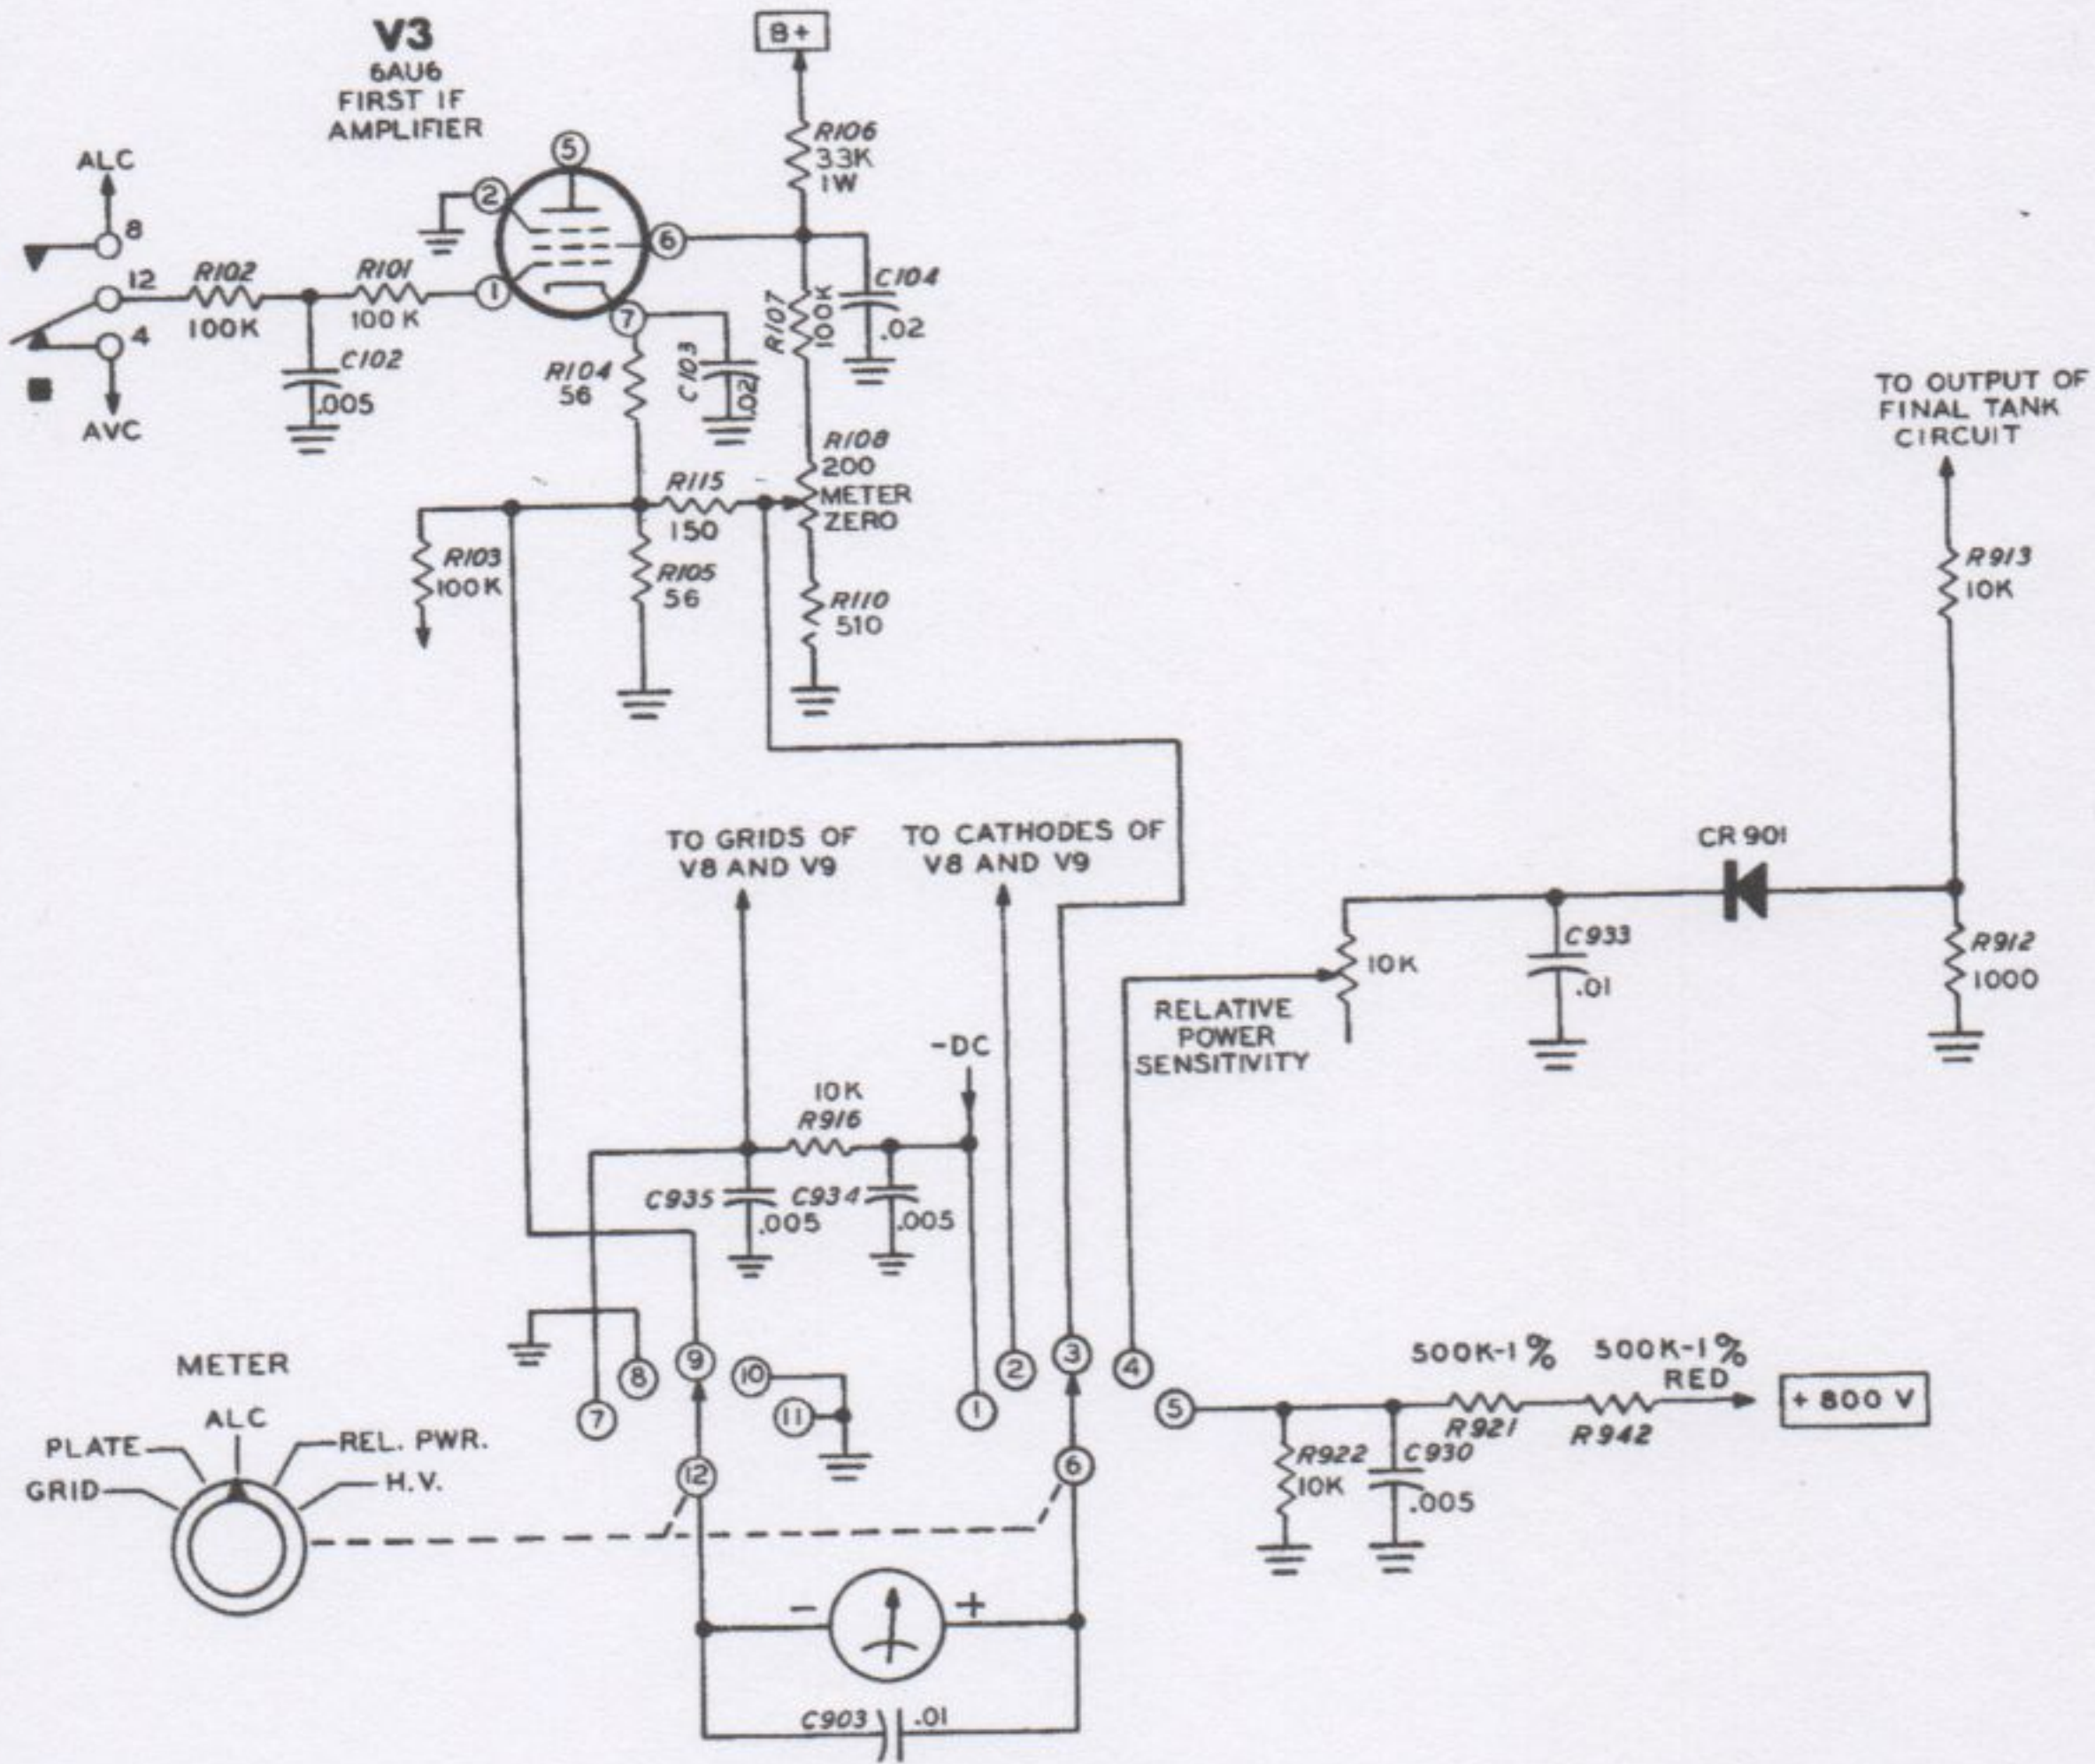 V3
6AU6
FIRST IF
AMPLIFIER
B+
R106
33K
1W
ALC
8
12
4
AVC
R102
100K
R101
100K
C102
.005
5
2
6
1
7
R104
56
C103
.02
R107
100K
C104
.02
R108
200
METER
ZERO
R115
150
R103
100K
R105
56
R110
510
TO OUTPUT OF
FINAL TANK
CIRCUIT
R913
10K
TO GRIDS OF
V8 AND V9
TO CATHODES OF
V8 AND V9
CR901
C933
.01
R912
1000
10K
RELATIVE
POWER
SENSITIVITY
-DC
10K
R916
C935
.005
C934
.005
METER
GRID
PLATE
ALC
REL. PWR.
H.V.
7
8
9
10
11
12
1
2
3
4
5
6
500K-1%
R921
500K-1%
RED
R942
+ 800 V
R922
10K
C930
.005
-
+
C903
.01